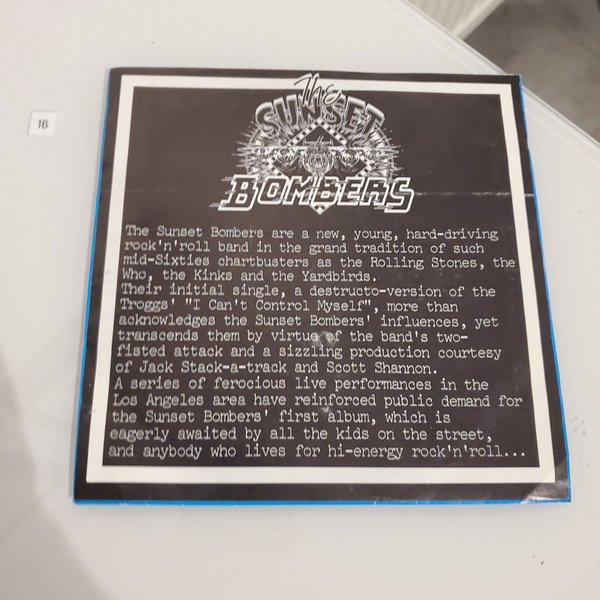 16
The
SUNSET
BOMBERS
The Sunset Bombers are a new, young, hard-driving
rock'n'roll band in the grand tradition of such
mid-Sixties chartbusters as the Rolling Stones, the
Who, the Kinks and the Yardbirds.
Their initial single, a destructo-version of the
Troggs' "I Can't Control Myself", more than
acknowledges the Sunset Bombers' influences, yet
transcends them by virtue of the band's two-
fisted attack and a sizzling production courtesy
of Jack Stack-a-track and Scott Shannon.
A series of ferocious live performances in the
Los Angeles area have reinforced public demand for
the Sunset Bombers' first album, which is
eagerly awaited by all the kids on the street,
and anybody who lives for hi-energy rock'n'roll...